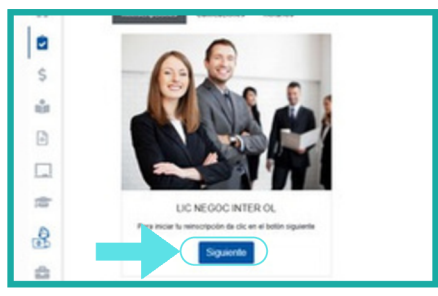 LIC NEGOC INTER OL
Para iniciar tu reinscripción da clic en el botón siguiente
Siguiente